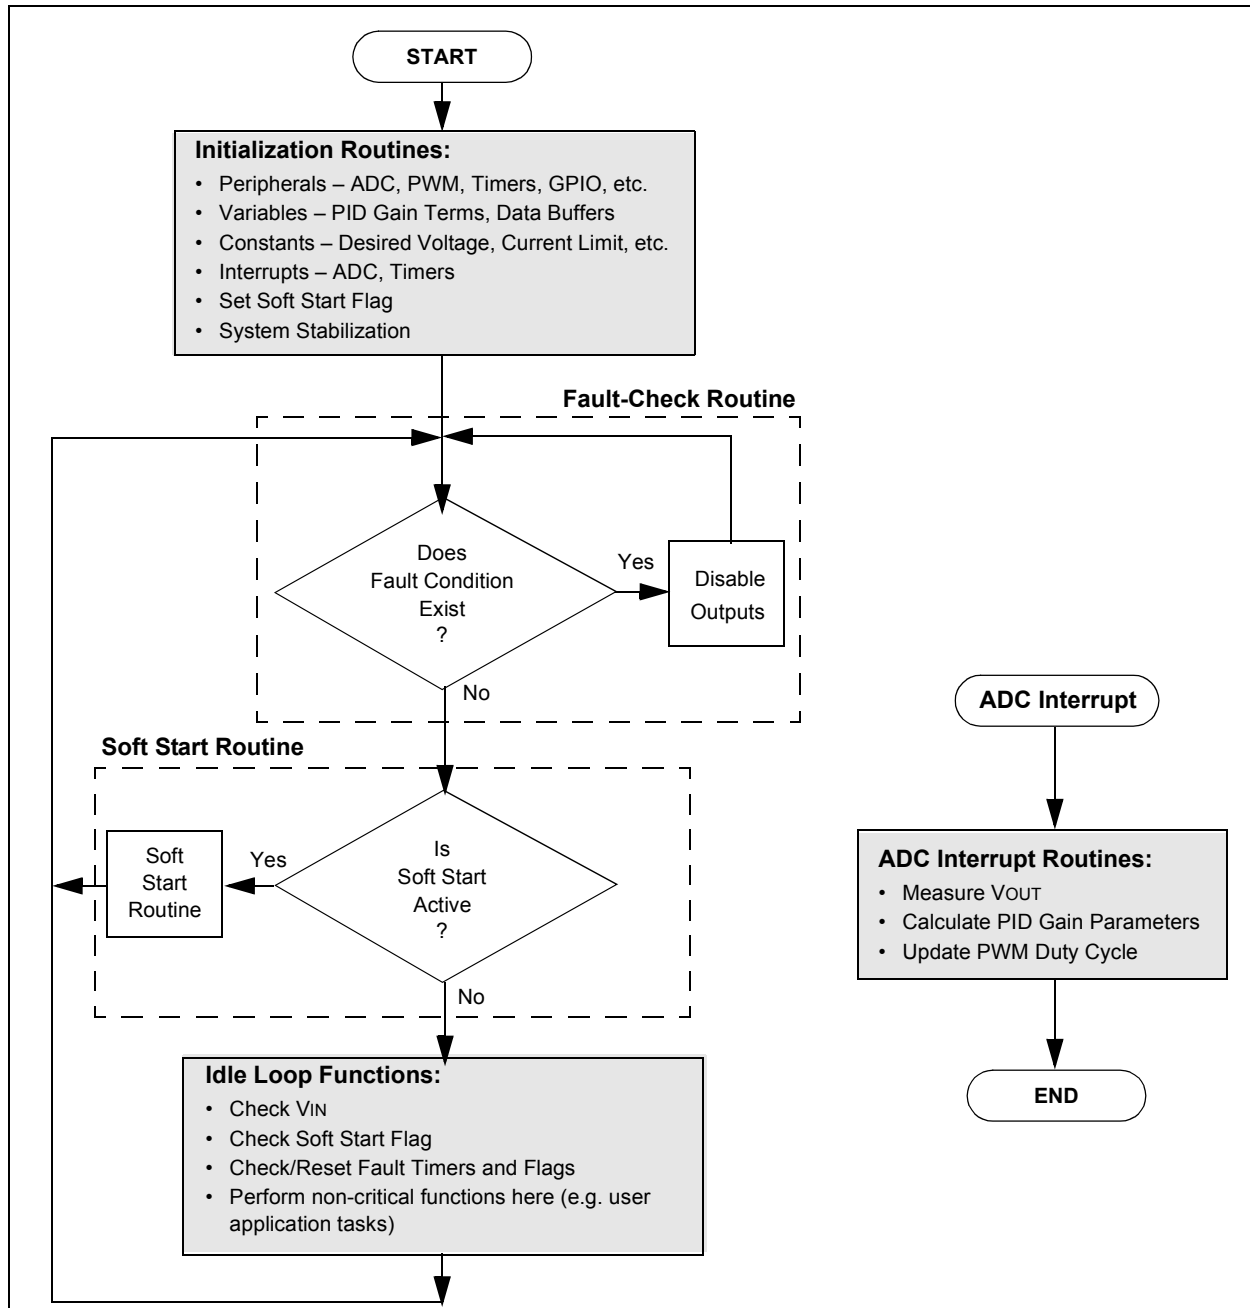 START
Initialization Routines:
• Peripherals – ADC, PWM, Timers, GPIO, etc.
• Variables – PID Gain Terms, Data Buffers
• Constants – Desired Voltage, Current Limit, etc.
• Interrupts – ADC, Timers
• Set Soft Start Flag
• System Stabilization
Fault-Check Routine
Does
Fault Condition
Exist
?
Yes
Disable
Outputs
No
Soft Start Routine
Is
Soft Start
Active
?
Yes
Soft
Start
Routine
No
Idle Loop Functions:
• Check VIN
• Check Soft Start Flag
• Check/Reset Fault Timers and Flags
• Perform non-critical functions here (e.g. user
application tasks)
ADC Interrupt
ADC Interrupt Routines:
• Measure VOUT
• Calculate PID Gain Parameters
• Update PWM Duty Cycle
END